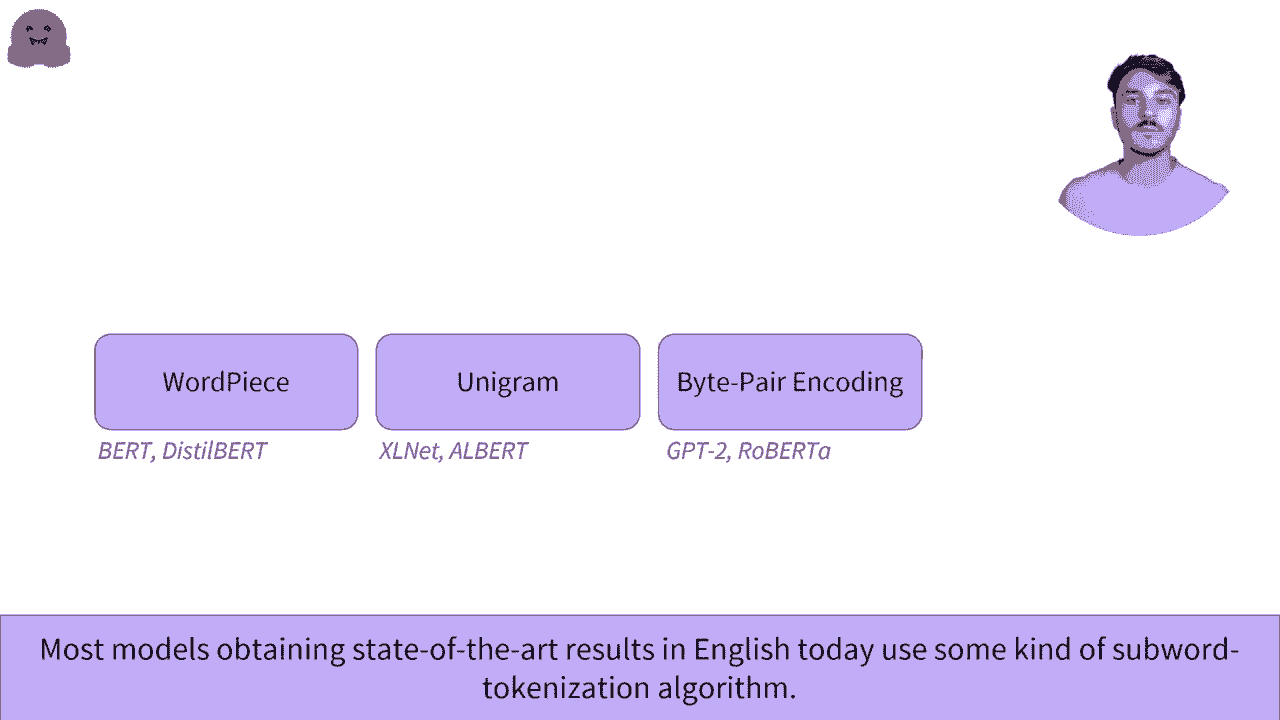 WordPiece
Unigram
Byte-Pair Encoding
BERT, DistilBERT
XLNet, ALBERT
GPT-2, RoBERTa
Most models obtaining state-of-the-art results in English today use some kind of subword-
tokenization algorithm.